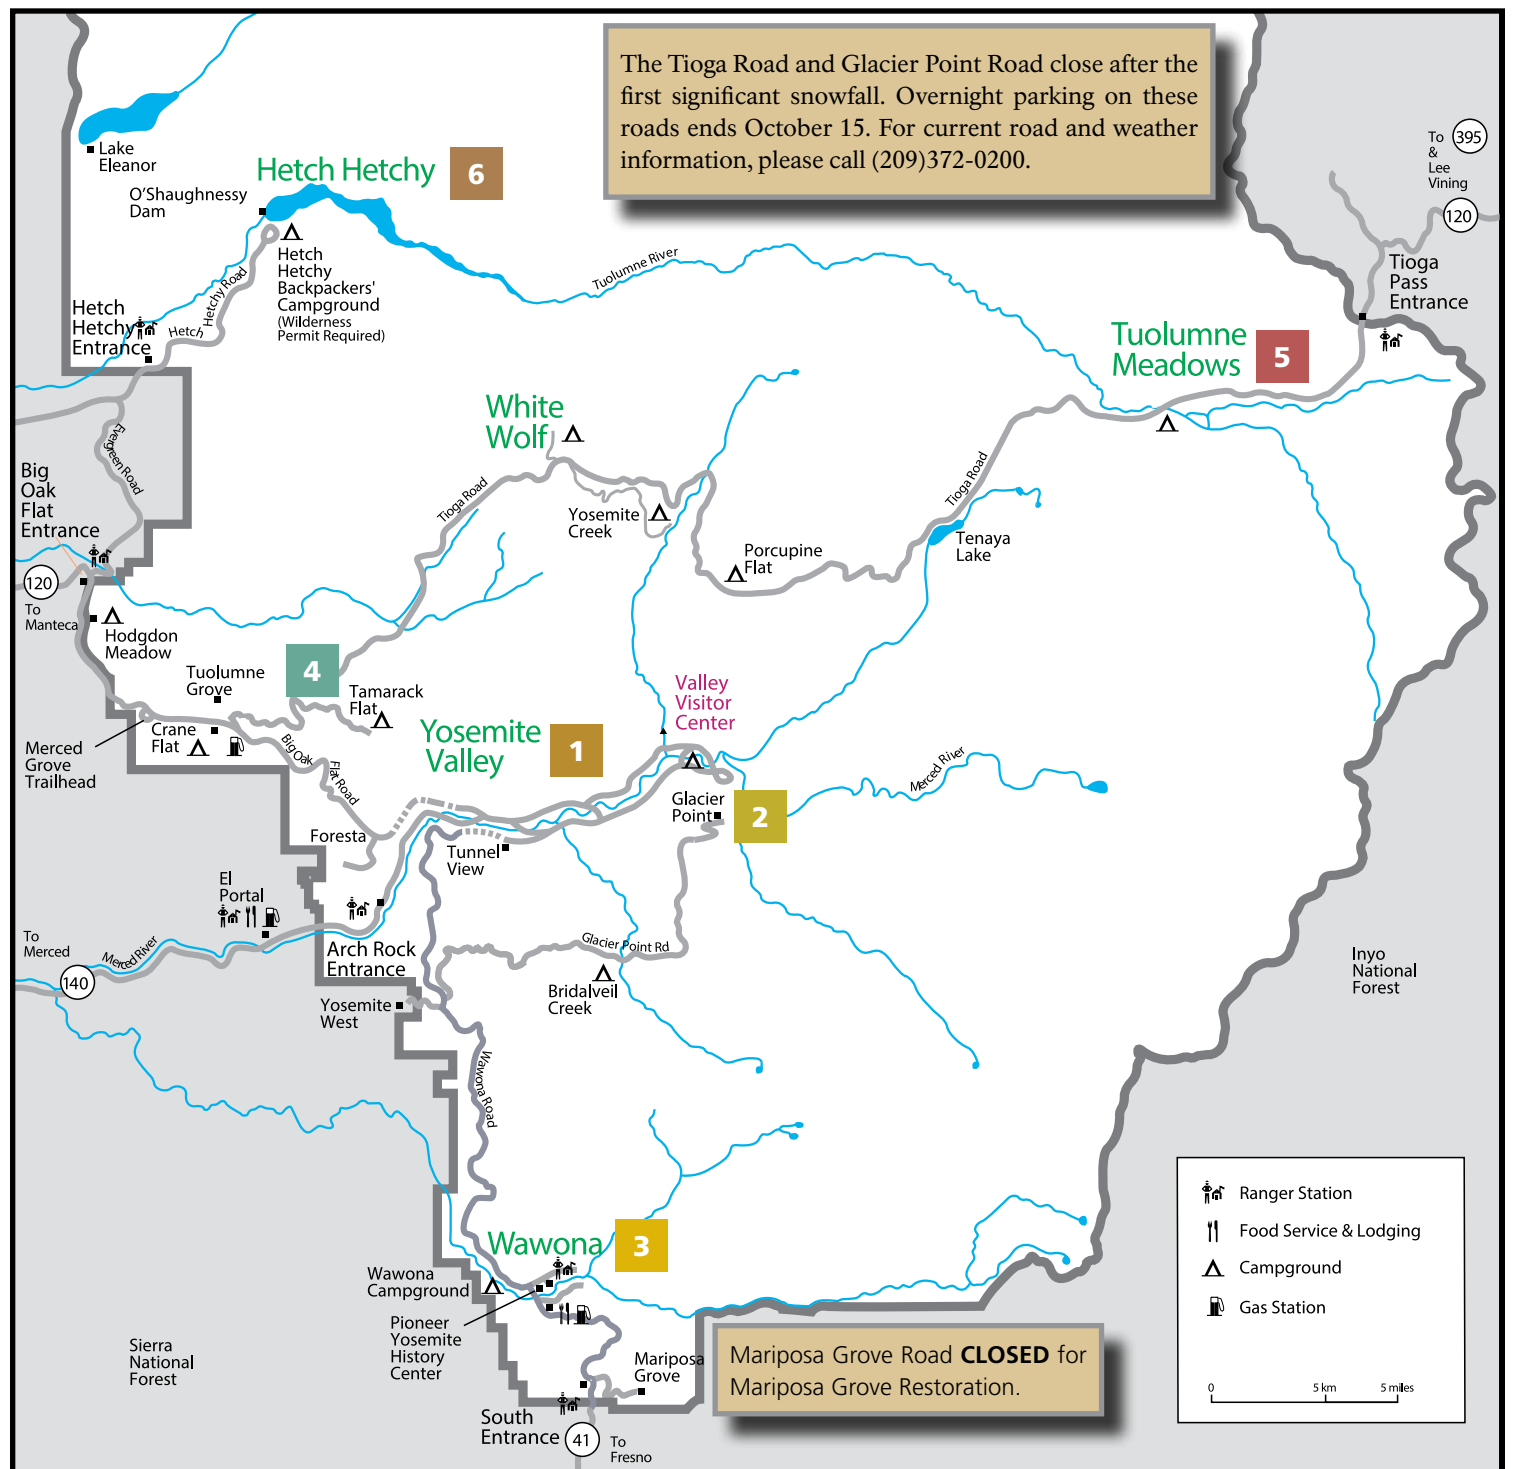 The Tioga Road and Glacier Point Road close after the
first significant snowfall. Overnight parking on these
roads ends October 15. For current road and weather
information, please call (209)372-0200.
To
&
Lee
Vining
395
120
Lake
Eleanor
Hetch Hetchy
6
O'Shaughnessy
Dam
Hetch
Hetchy
Backpackers'
Campground
(Wilderness
Permit Required)
Hetch
Hetchy Road
Tuolumne River
Tioga
Pass
Entrance
Hetch
Hetchy
Entrance
Tuolumne
Meadows
5
White
Wolf
Evergreen Road
Big
Oak
Flat
Entrance
Tioga Road
Tioga Road
Yosemite
Creek
Porcupine
Flat
Tenaya
Lake
120
To
Manteca
Hodgdon
Meadow
4
Tuolumne
Grove
Tamarack
Flat
Valley
Visitor
Center
Crane
Flat
Yosemite
Valley
1
Merced
Grove
Trailhead
Big Oak
Flat Road
Merced River
Glacier
Point
2
Foresta
Tunnel
View
El
Portal
To
Merced
Merced River
140
Arch Rock
Entrance
Glacier Point Rd
Bridalveil
Creek
Yosemite
West
Inyo
National
Forest
Wawona Road
Wawona
3
Wawona
Campground
Pioneer
Yosemite
History
Center
Sierra
National
Forest
Mariposa
Grove
Mariposa Grove Road CLOSED for
Mariposa Grove Restoration.
South
Entrance
41
To
Fresno
Ranger Station
Food Service & Lodging
Campground
Gas Station
0
5 km
5 miles